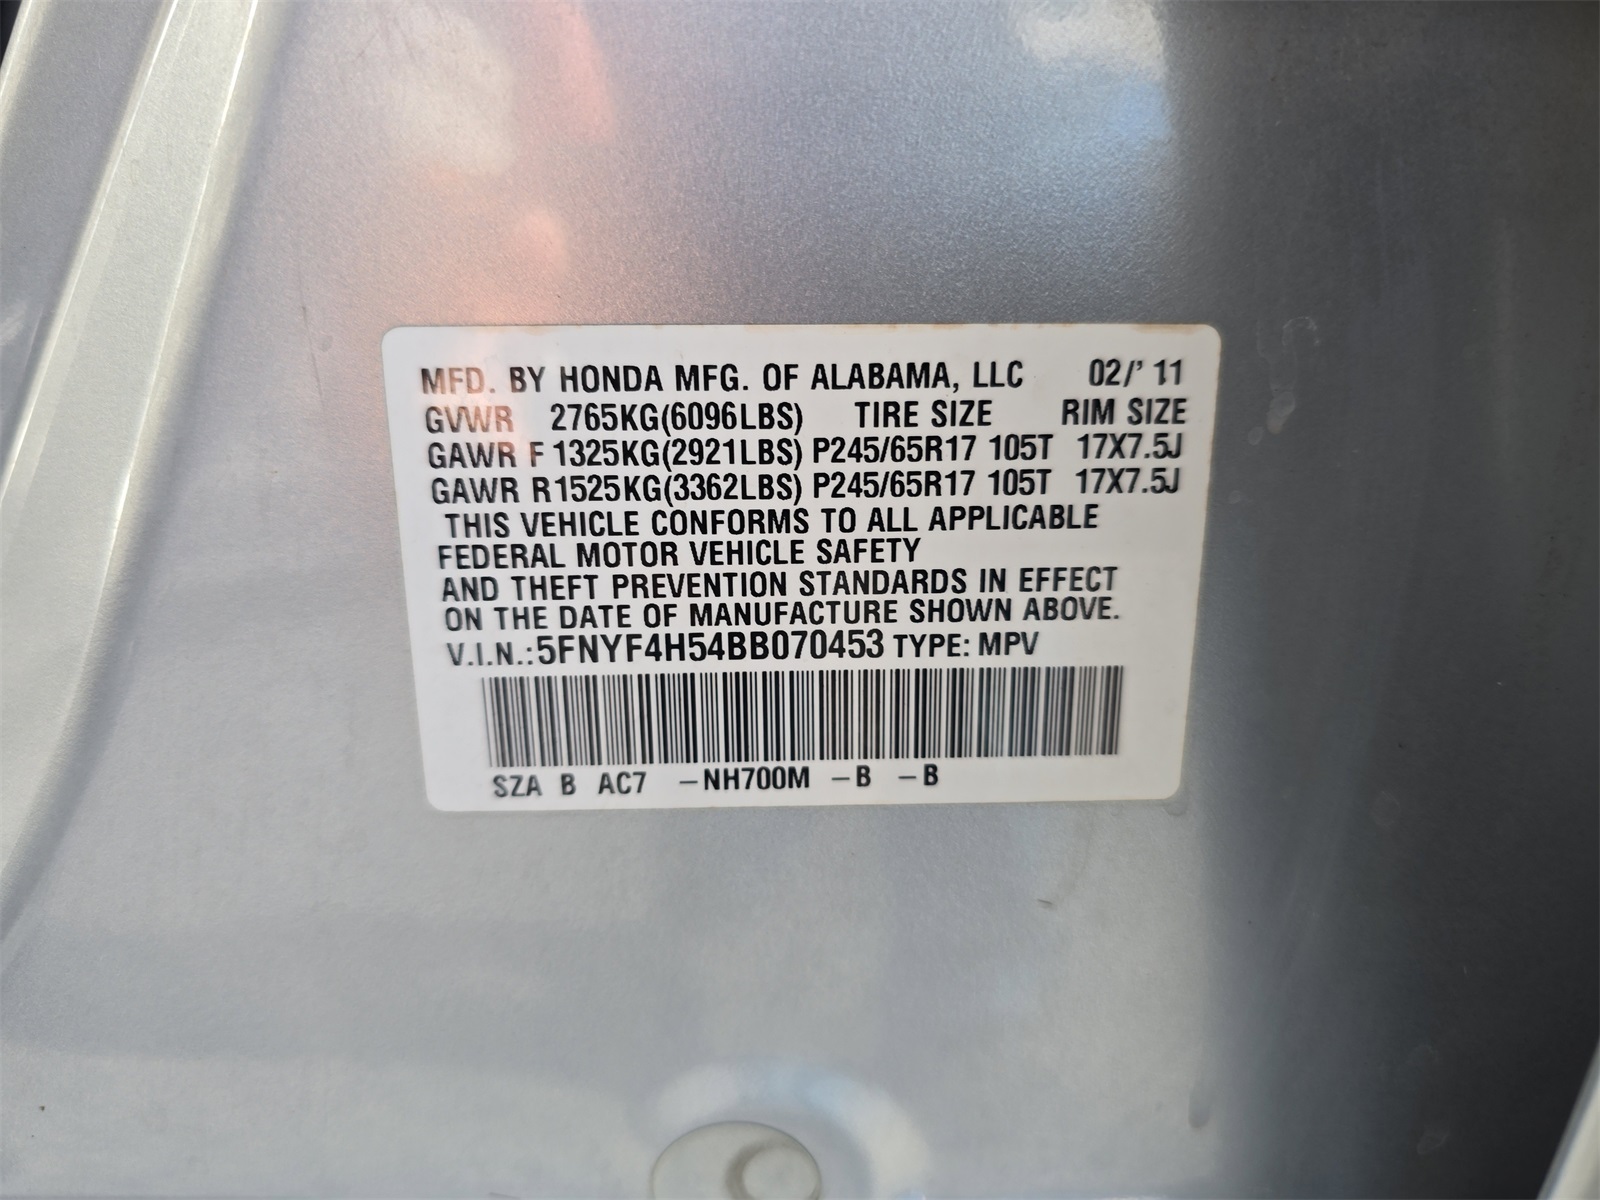 MFD. BY HONDA MFG. OF ALABAMA, LLC 02/'11
GVWR 2765KG(6096LBS) TIRE SIZE RIM SIZE
GAWR F 1325KG(2921LBS) P245/65R17 105T 17X7.5J
GAWR R1525KG(3362LBS) P245/65R17 105T 17X7.5J
THIS VEHICLE CONFORMS TO ALL APPLICABLE
FEDERAL MOTOR VEHICLE SAFETY
AND THEFT PREVENTION STANDARDS IN EFFECT
ON THE DATE OF MANUFACTURE SHOWN ABOVE.
V.I.N.:5FNYF4H54BB070453 TYPE: MPV
SZA B AC7 -NH700M -B -B